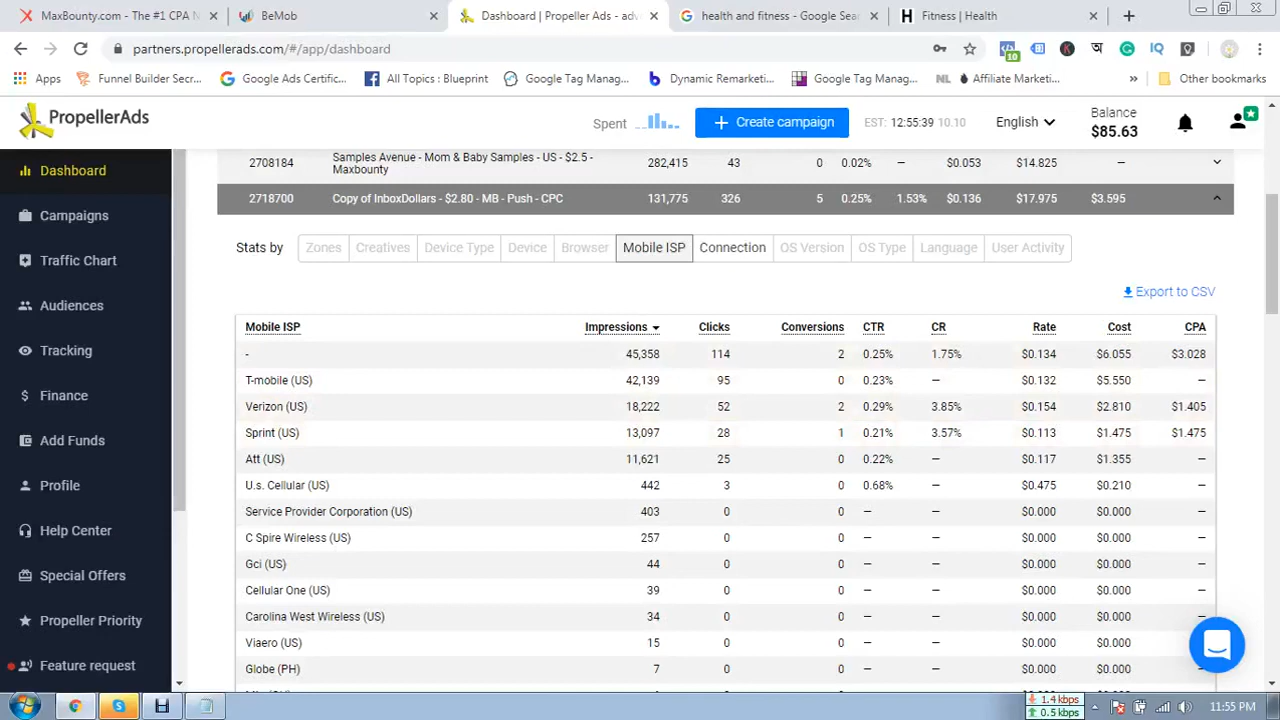 MaxBounty.com - The #1 CPA N
BeMob
Dashboard | Propeller Ads - adv
health and fitness - Google Sear
Fitness | Health
partners.propellerads.com/#/app/dashboard
10
Apps
Funnel Builder Secr...
Google Ads Certific...
All Topics : Blueprint
Google Tag Manag...
Dynamic Remarketi...
Google Tag Manag...
NL
Affiliate Marketi...
»
Other bookmarks
PropellerAds
Spent
+ Create campaign
EST: 12:55:39 10.10
English
Balance
$85.63
Dashboard
Campaigns
Traffic Chart
Audiences
Tracking
Finance
Add Funds
Profile
Help Center
Special Offers
Propeller Priority
Feature request
2708184 Samples Avenue - Mom & Baby Samples - US - $2.5 - 282,415 43 0 0.02% — $0.053 $14.825 —
Maxbounty
2718700 Copy of InboxDollars - $2.80 - MB - Push - CPC 131,775 326 5 0.25% 1.53% $0.136 $17.975 $3.595
Stats by Zones Creatives Device Type Device Browser Mobile ISP Connection OS Version OS Type Language User Activity
Export to CSV
Mobile ISP Impressions Clicks Conversions CTR CR Rate Cost CPA
- 45,358 114 2 0.25% 1.75% $0.134 $6.055 $3.028
T-mobile (US) 42,139 95 0 0.23% — $0.132 $5.550 —
Verizon (US) 18,222 52 2 0.29% 3.85% $0.154 $2.810 $1.405
Sprint (US) 13,097 28 1 0.21% 3.57% $0.113 $1.475 $1.475
Att (US) 11,621 25 0 0.22% — $0.117 $1.355 —
U.s. Cellular (US) 442 3 0 0.68% — $0.475 $0.210 —
Service Provider Corporation (US) 403 0 0 — — $0.000 $0.000 —
C Spire Wireless (US) 257 0 0 — — $0.000 $0.000 —
Gci (US) 44 0 0 — — $0.000 $0.000 —
Cellular One (US) 39 0 0 — — $0.000 $0.000 —
Carolina West Wireless (US) 34 0 0 — — $0.000 $0.000 —
Viaero (US) 15 0 0 — — $0.000 $0.000
Globe (PH) 7 0 0 — — $0.000 $0.000 —
1.4 kbps
0.5 kbps
11:55 PM